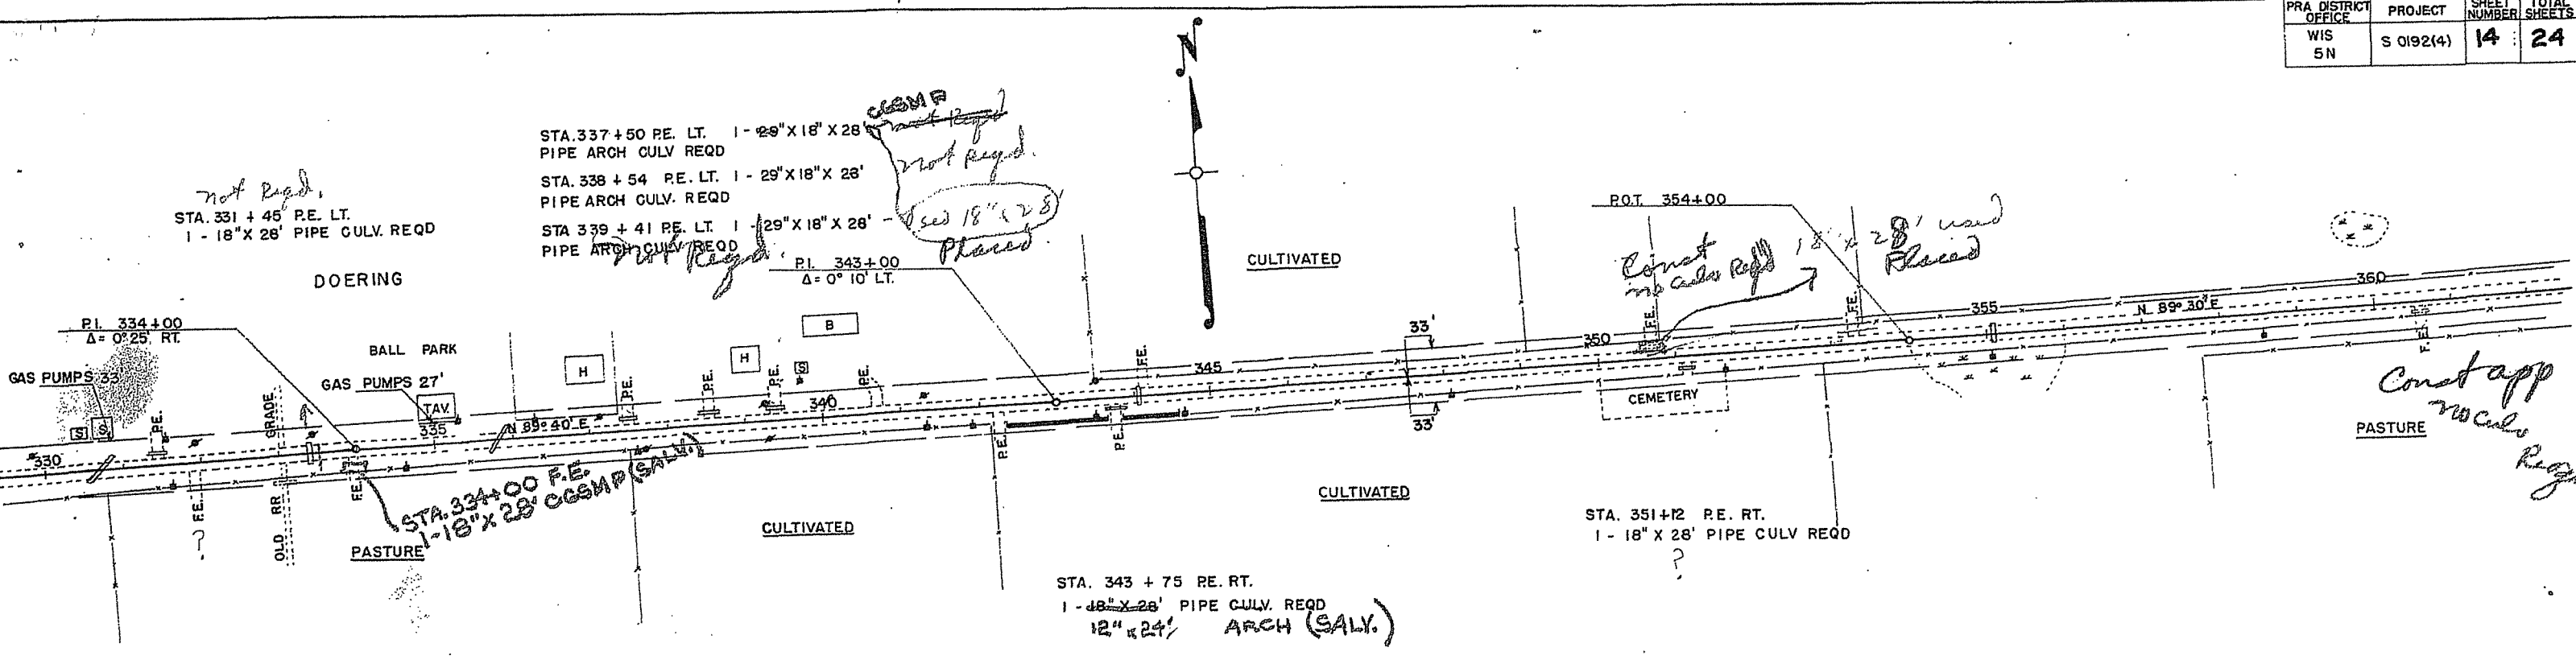 PRA DISTRICT OFFICE PROJECT SHEET NUMBER TOTAL SHEETS
WIS 5N S 0192(4) 14 24
N
CGSMP
STA. 337 + 50 P.E. LT. 1 - 29" X 18" X 28' not Reqd
PIPE ARCH CULV REQD
not Reqd.
STA. 338 + 54 P.E. LT. 1 - 29" X 18" X 28'
PIPE ARCH CULV. REQD
STA 339 + 41 P.E. LT. 1 - 29" X 18" X 28' - Used 18" x 28
PIPE ARCH CULV REQD Placed
not Reqd.
not Reqd.
STA. 331 + 45 P.E. LT.
1 - 18" X 28' PIPE CULV. REQD
DOERING
P.I. 343+00
Δ = 0° 10' LT.
CULTIVATED
P.O.T. 354+00
Const
no culv Reqd
18" x 28' used
Placed
P.I. 334+00
Δ = 0° 25' RT.
BALL PARK
GAS PUMPS 33'
GAS PUMPS 27'
TAV.
H
H
B
S
S
S
P.E.
P.E.
P.E.
P.E.
P.E.
F.E.
F.E.
F.E.
33'
33'
330
335
340
345
350
355
360
N 89° 40' E
N 89° 30' E
GRADE
OLD RR
F.E.
?
F.E.
P.E.
P.E.
F.E.
STA. 334+00 F.E.
1-18" X 28' CGSMP (SALV.)
PASTURE
CULTIVATED
CULTIVATED
CEMETERY
PASTURE
Const app
no culv
Reqd
STA. 351+12 P.E. RT.
1 - 18" X 28' PIPE CULV REQD
?
STA. 343 + 75 P.E. RT.
1 - 18" X 28' PIPE CULV. REQD
12" x 24' ARCH (SALV.)